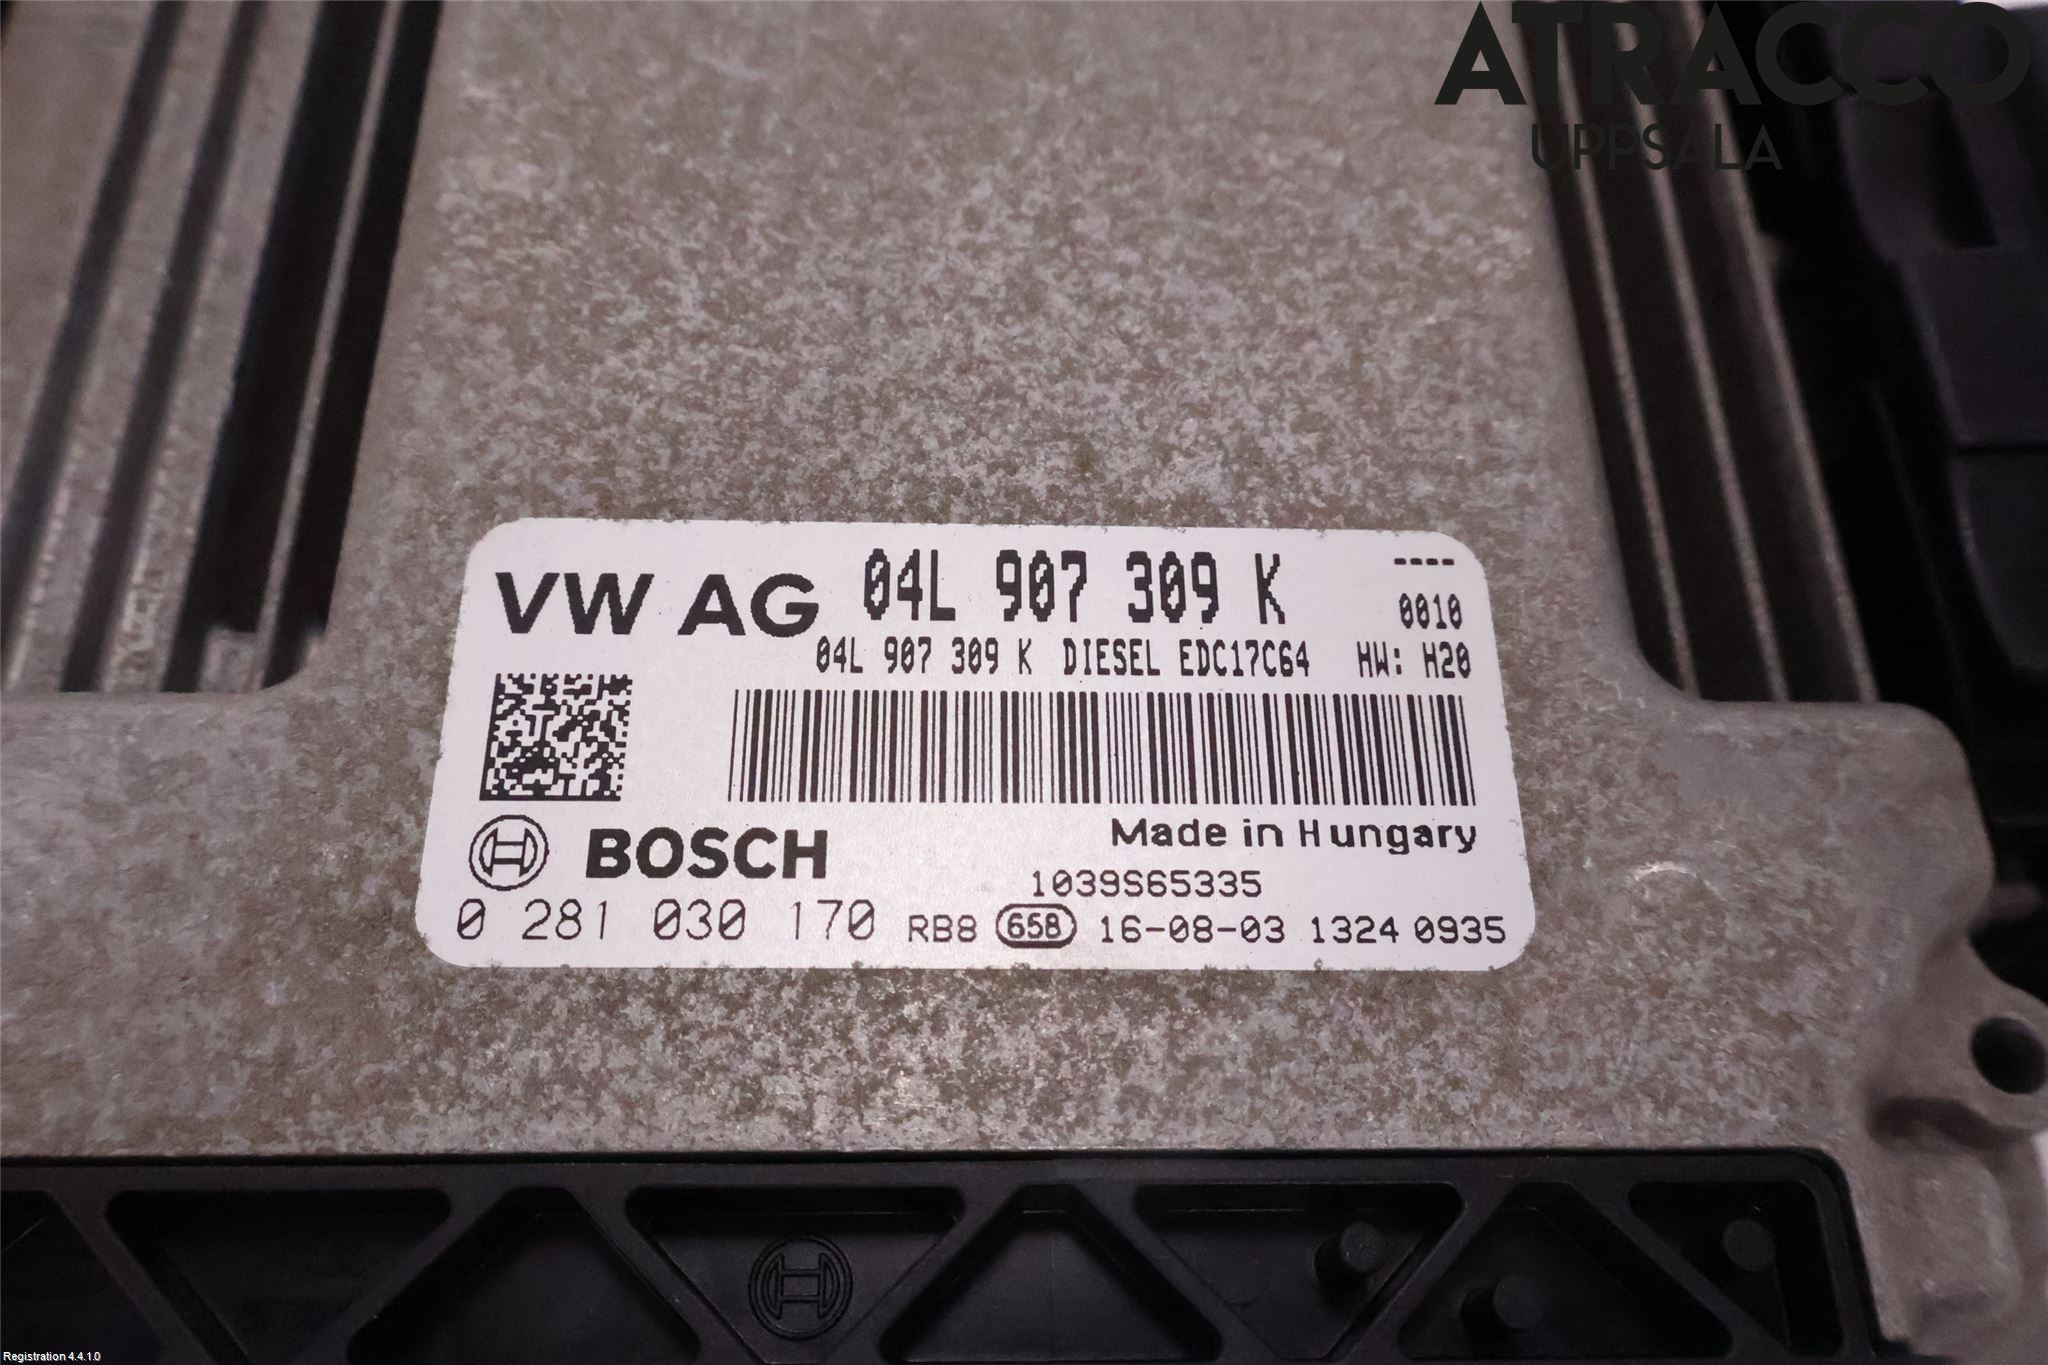 ATRACCO
UPPSALA
VW AG 04L 907 309 K ----
0010
04L 907 309 K DIESEL EDC17C64 HW: H20
BOSCH
Made in Hungary
1039S65335
0 281 030 170 RB8 658 16-08-03 1324 0935
Registration 4.4.1.0